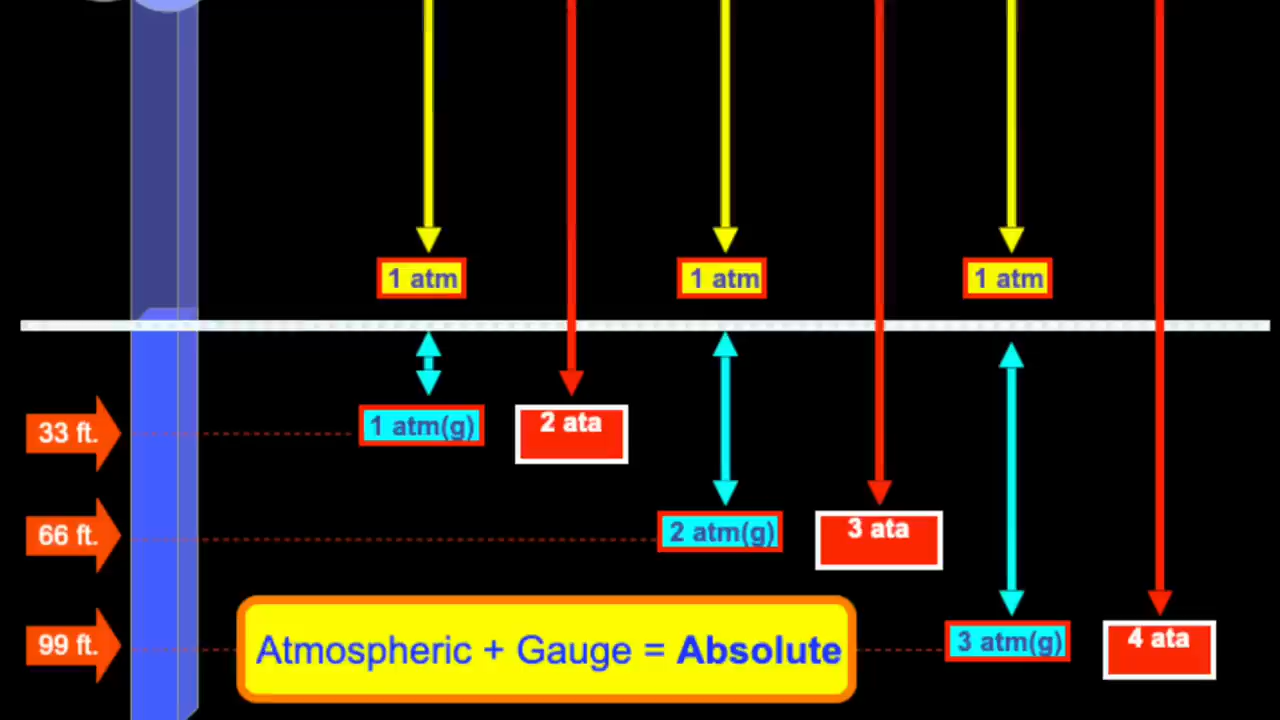 1 atm
1 atm
1 atm
33 ft.
1 atm(g)
2 ata
66 ft.
2 atm(g)
3 ata
99 ft.
Atmospheric + Gauge = Absolute
3 atm(g)
4 ata